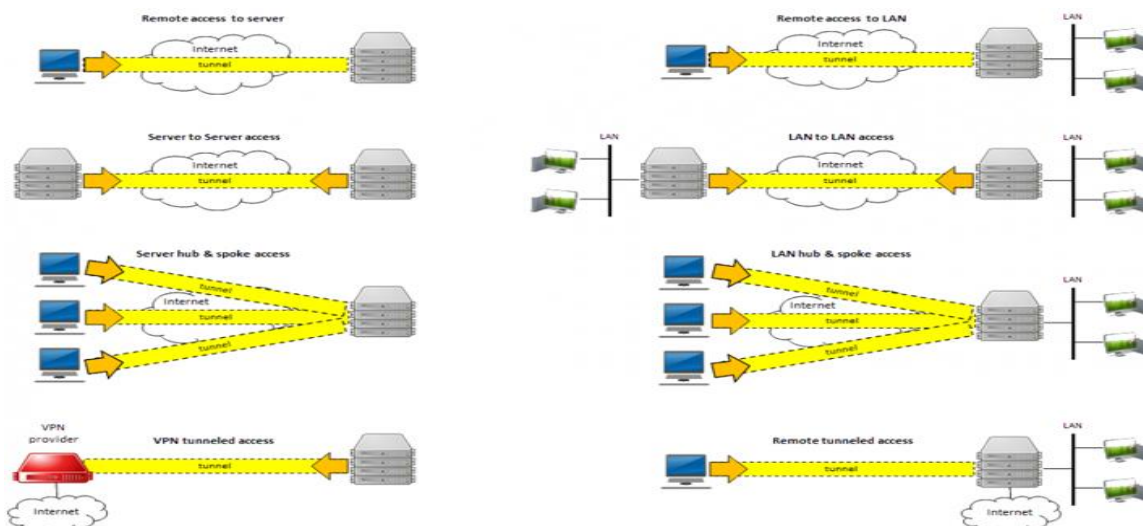 Remote access to server
Internet
tunnel
Remote access to LAN
LAN
Internet
tunnel
Server to Server access
Internet
tunnel
LAN to LAN access
LAN
LAN
Internet
tunnel
Server hub & spoke access
tunnel
Internet
tunnel
tunnel
LAN hub & spoke access
LAN
tunnel
Internet
tunnel
tunnel
VPN
provider
VPN tunneled access
tunnel
Internet
Remote tunneled access
LAN
tunnel
Internet